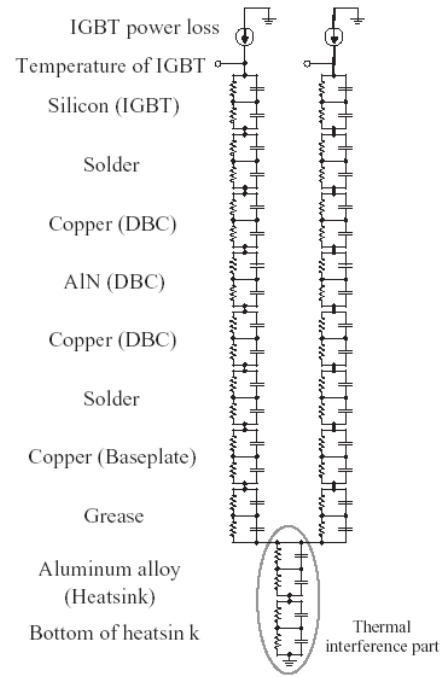 IGBT power loss
Temperature of IGBT
Silicon (IGBT)
Solder
Copper (DBC)
AlN (DBC)
Copper (DBC)
Solder
Copper (Baseplate)
Grease
Aluminum alloy
(Heatsink)
Bottom of heatsin k
Thermal
interference part